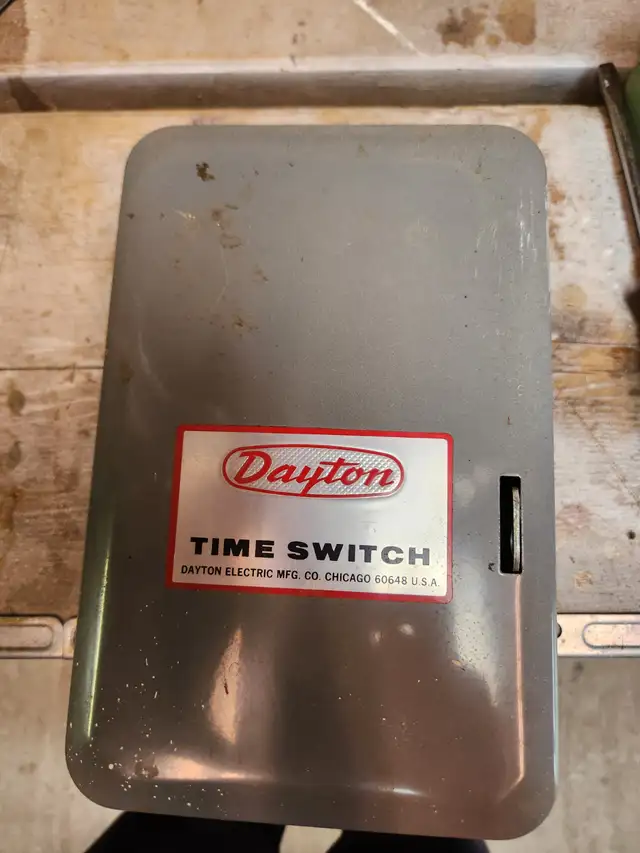 Dayton
TIME SWITCH
DAYTON ELECTRIC MFG. CO. CHICAGO 60648 U.S.A.